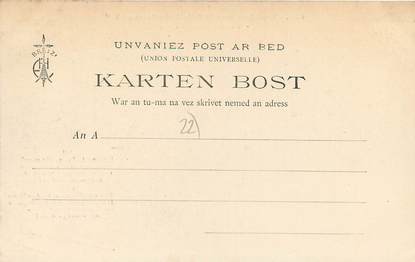 BREIZ
UNVANIEZ POST AR BED
(UNION POSTALE UNIVERSELLE)
KARTEN BOST
War an tu-ma na vez skrivet nemed an adress
22)
An A